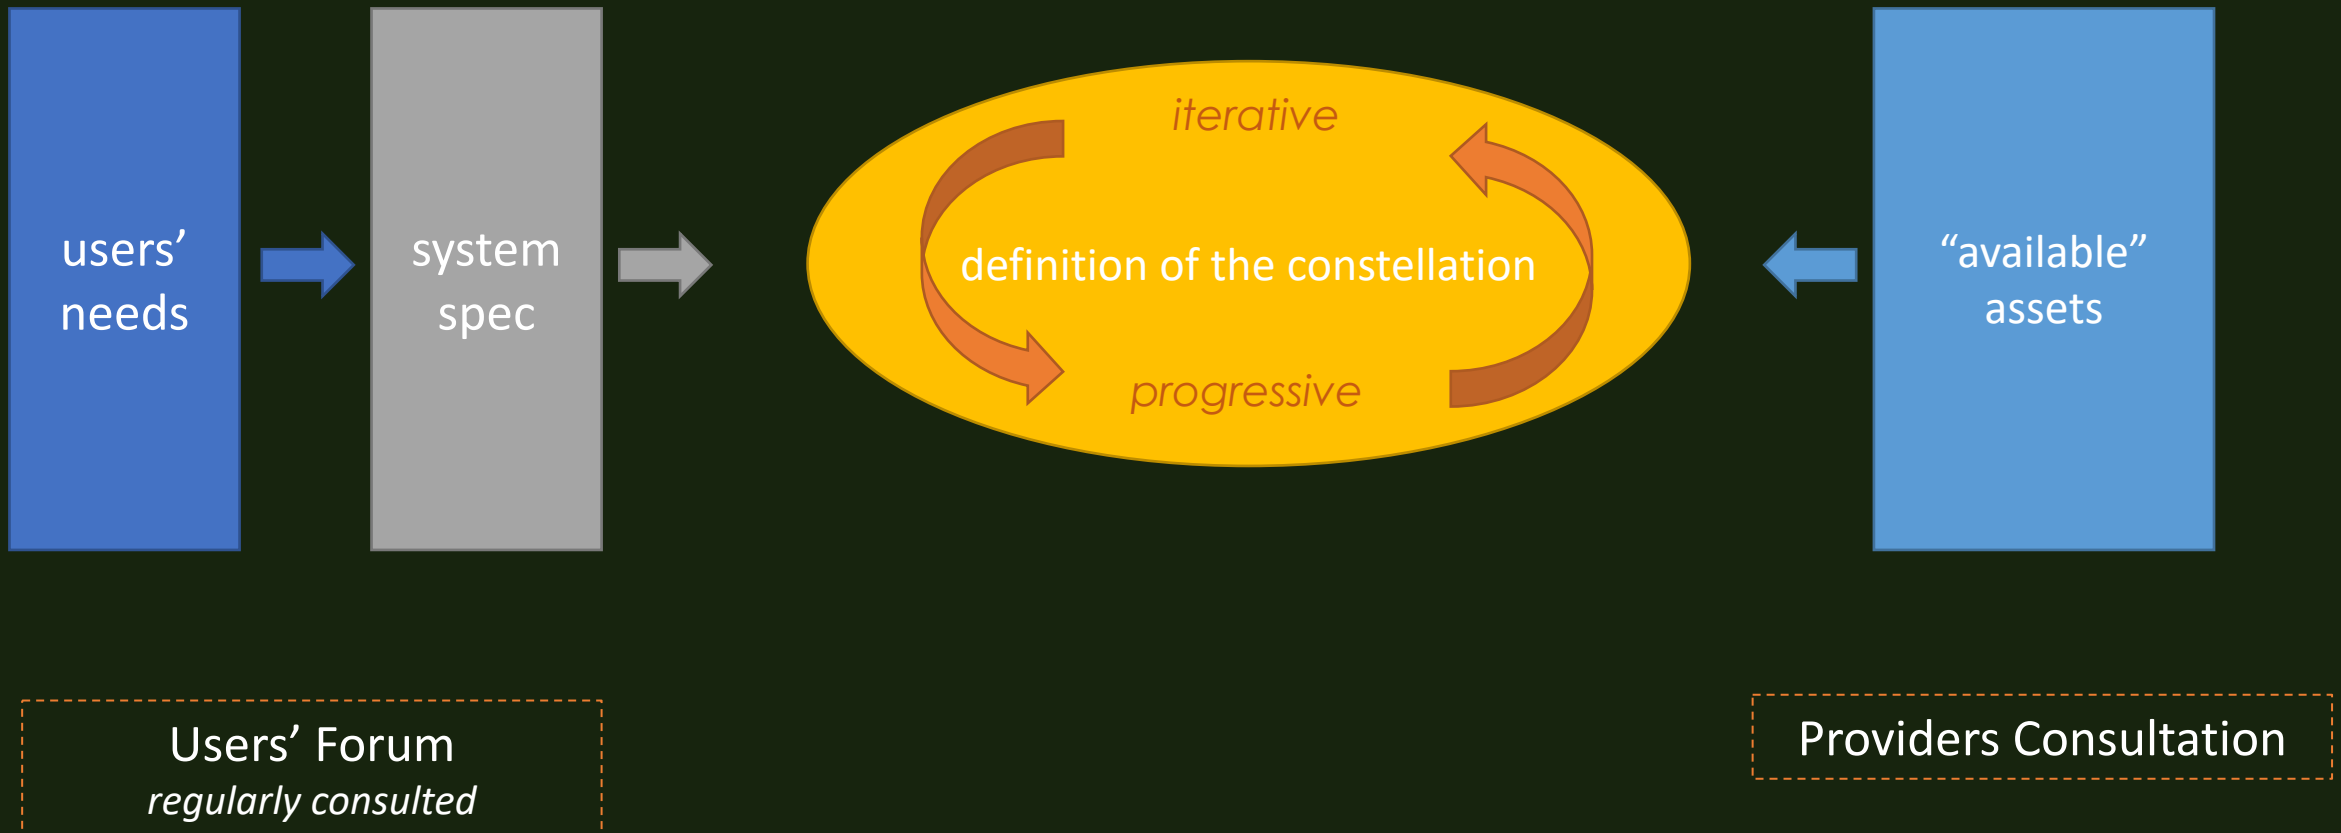 users’
needs
system
spec
iterative
definition of the constellation
progressive
“available”
assets
Users’ Forum
regularly consulted
Providers Consultation